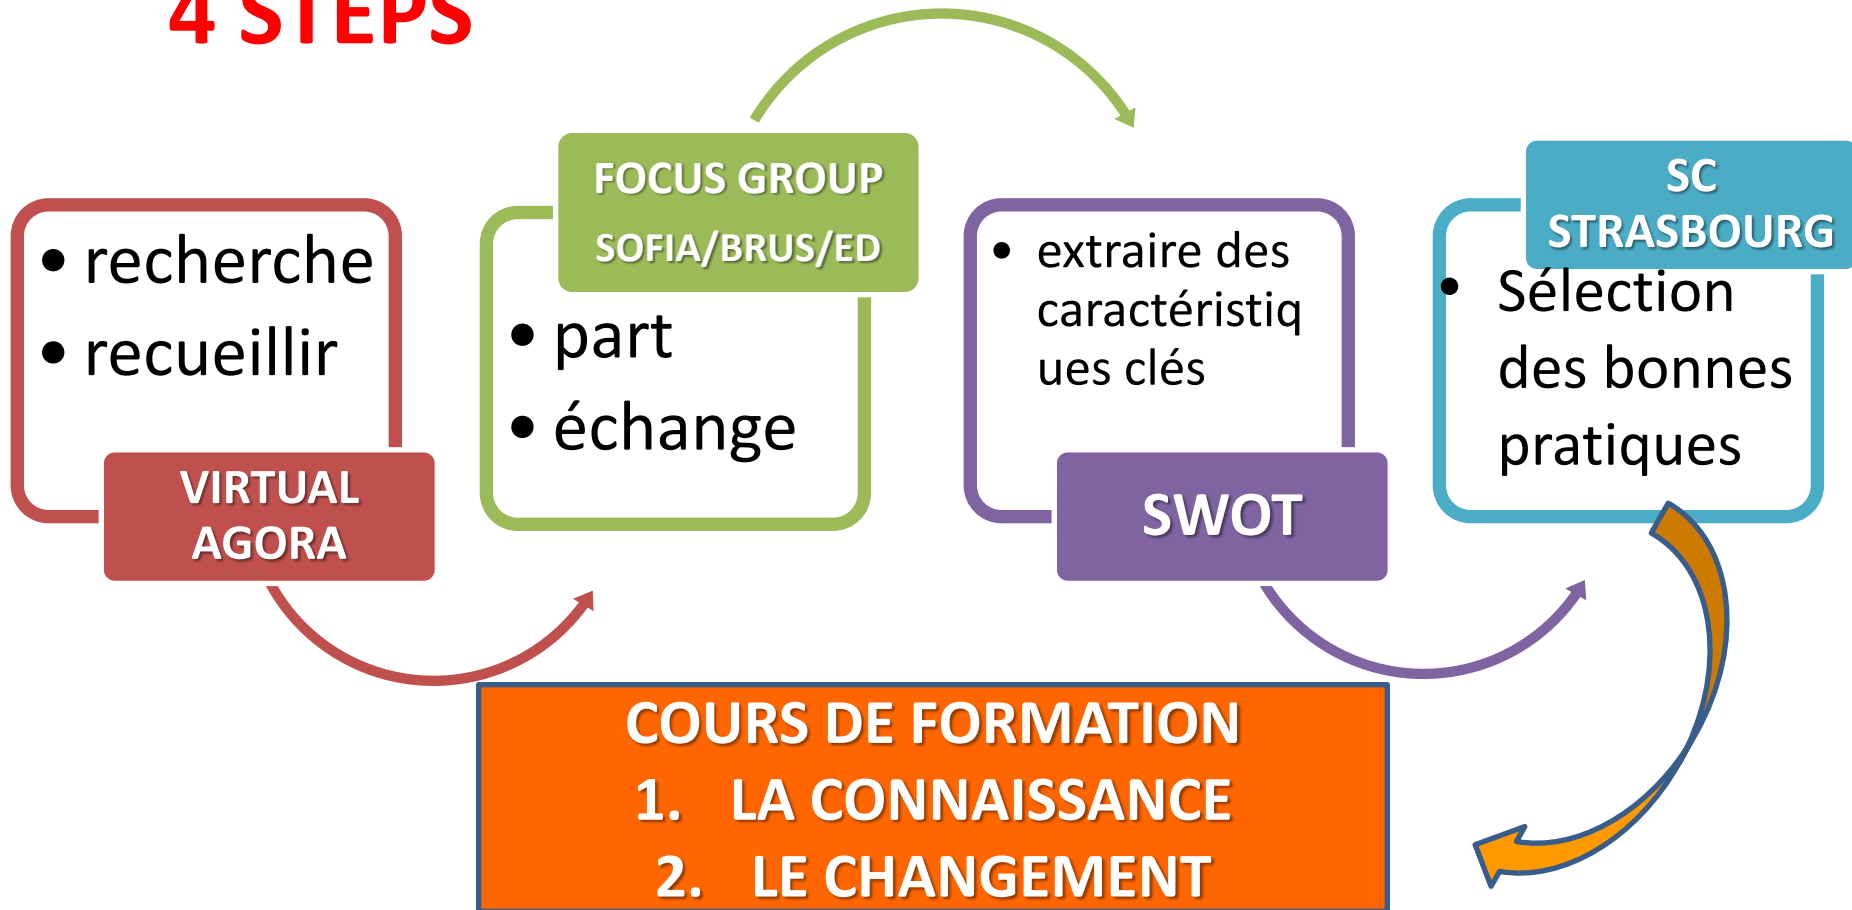 4 STEPS
• recherche
• recueillir
VIRTUAL
AGORA
FOCUS GROUP
SOFIA/BRUS/ED
• part
• échange
• extraire des
caractéristiq
ues clés
SWOT
SC
STRASBOURG
• Sélection
des bonnes
pratiques
COURS DE FORMATION
1. LA CONNAISSANCE
2. LE CHANGEMENT